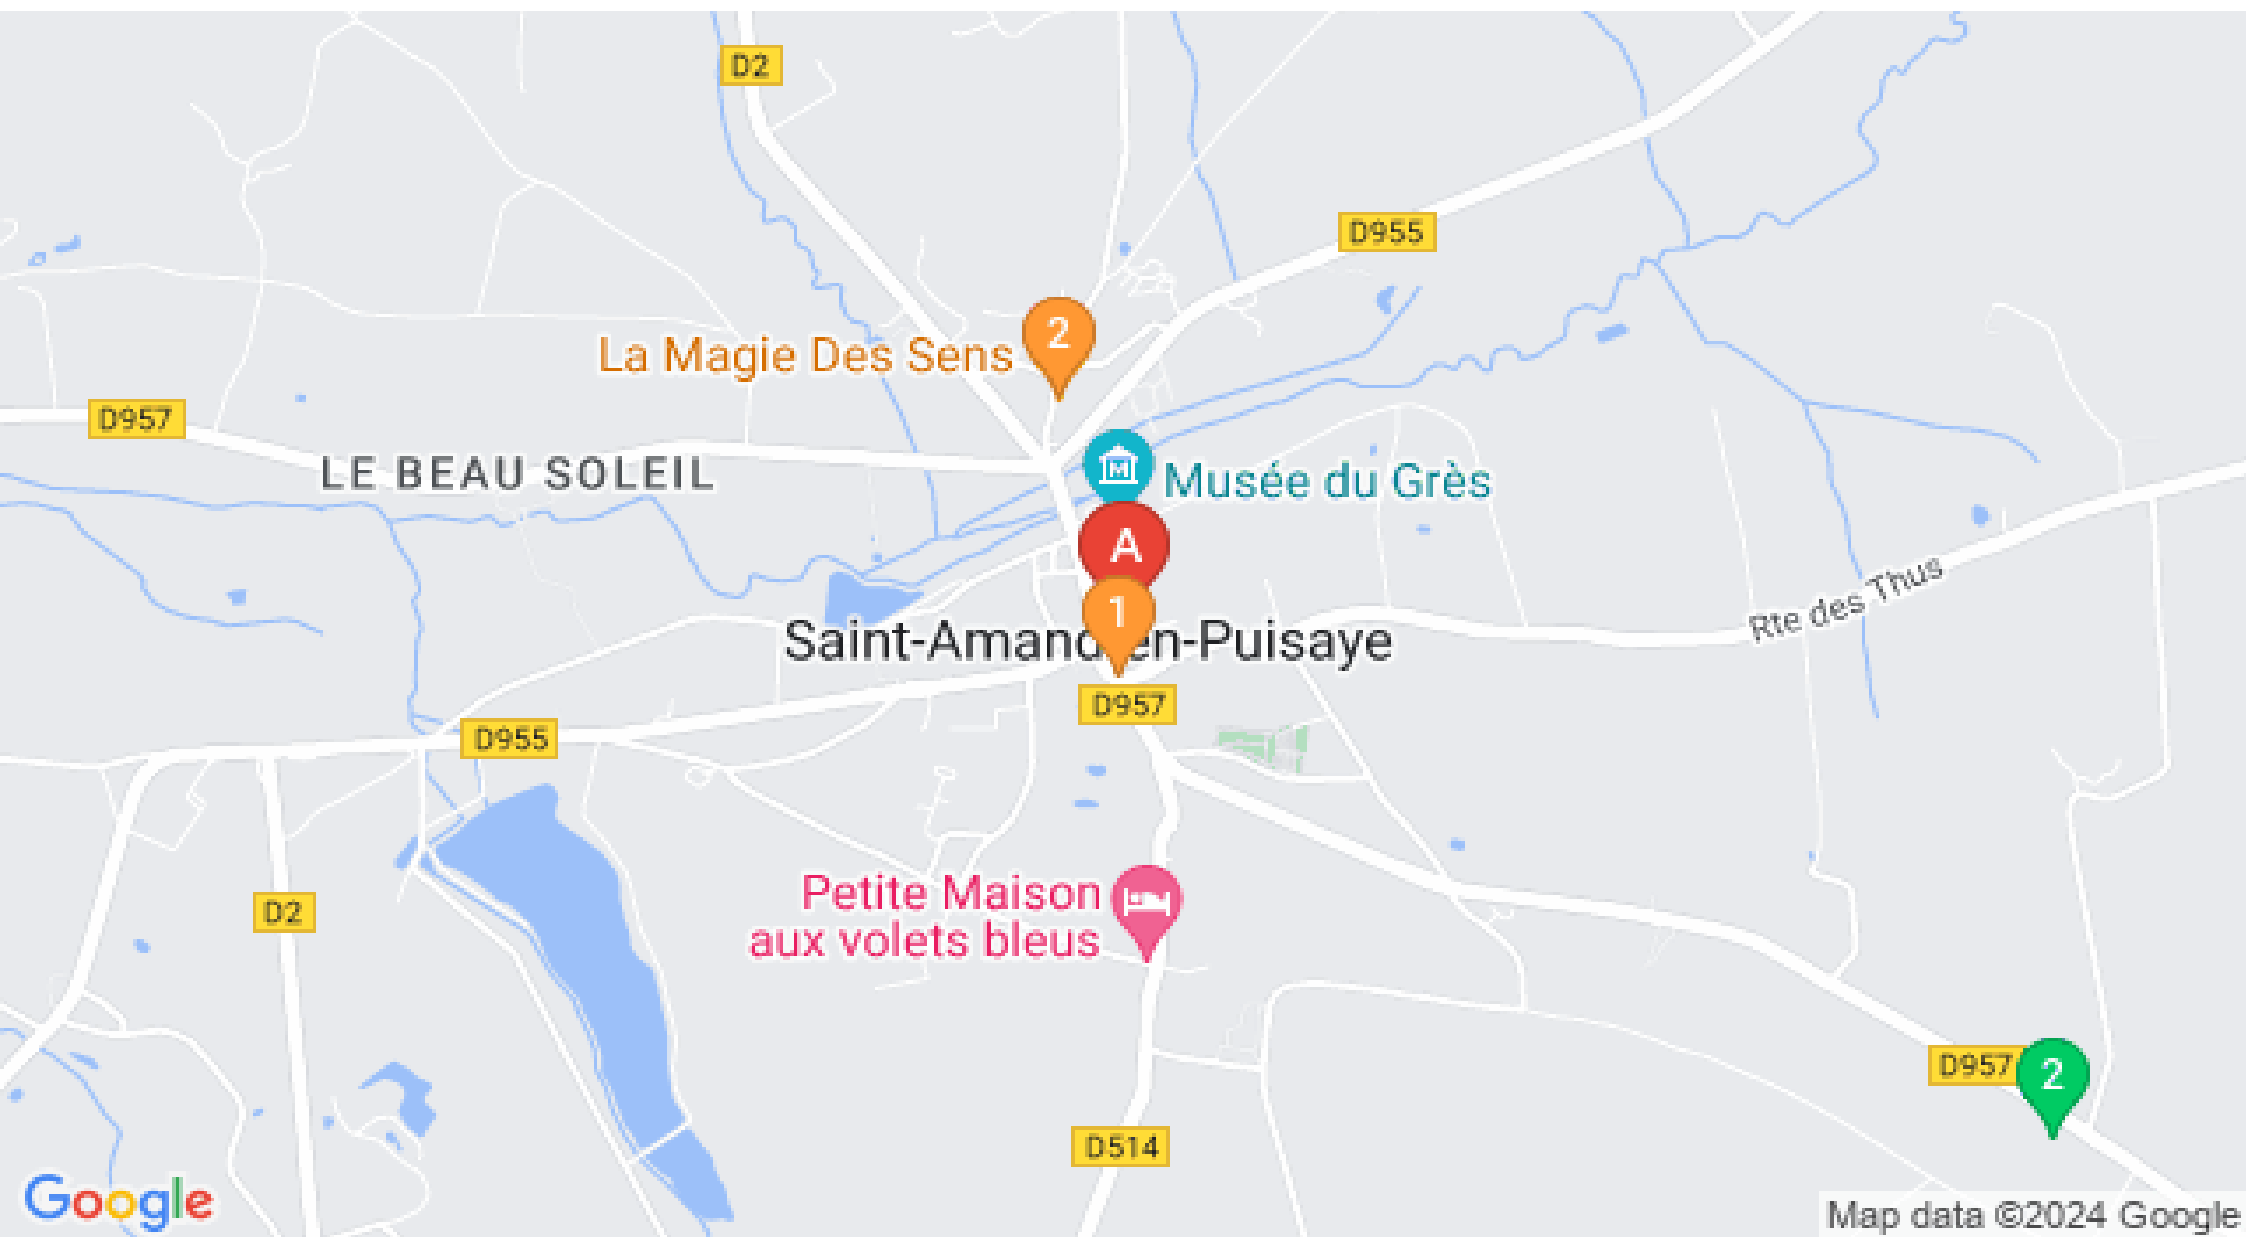 D2
D955
2
La Magie Des Sens
D957
LE BEAU SOLEIL
Musée du Grès
A
1
Rte des Thus
Saint-Amand-en-Puisaye
D957
D955
Petite Maison
aux volets bleus
D2
D957
2
D514
Google
Map data ©2024 Google